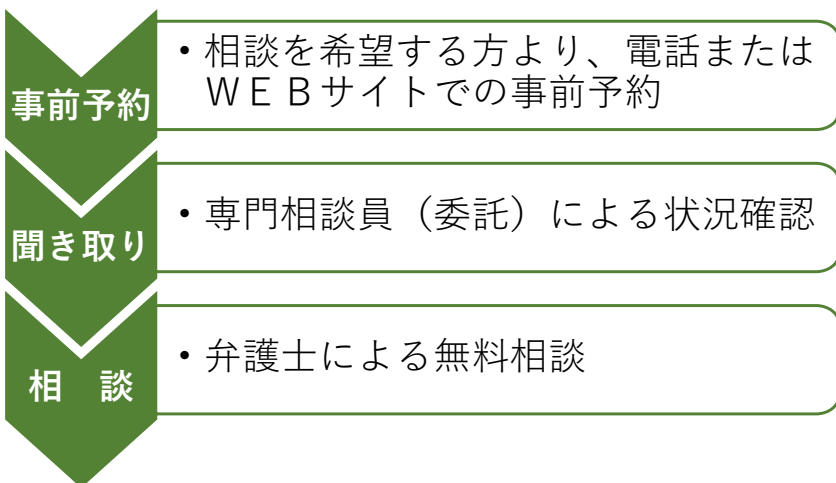 事前予約
・相談を希望する方より、電話または
ＷＥＢサイトでの事前予約
聞き取り
・専門相談員（委託）による状況確認
相　談
・弁護士による無料相談